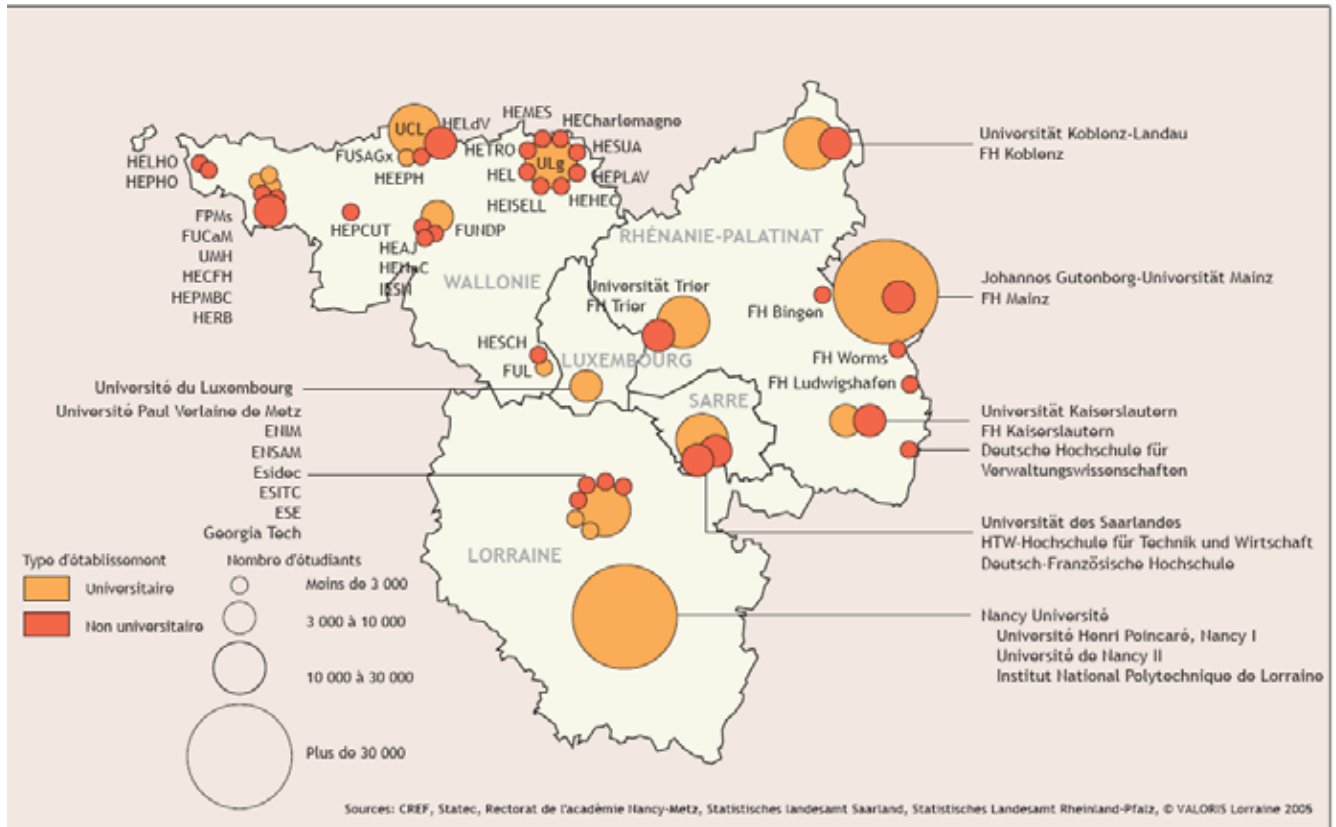 UCL
HELdV
HEMES
HECharlemagne
HETRO
HESUA
FUSAGx
ULg
HELHO
HEPHO
HEEPH
HEL
HEPLAV
HEISELL
HEHEC
FPMs
FUCaM
UMH
HECFH
HEPMBC
HERB
HEPCUT
HEAJ
HENaC
IESN
FUNDP
WALLONIE
RHÉNANIE-PALATINAT
Universität Koblenz-Landau
FH Koblenz
Johannos Gutonborg-Universität Mainz
FH Mainz
Universität Trier
FH Trier
FH Bingen
FH Worms
FH Ludwigshafen
HESCH
FUL
LUXEMBOURG
SARRE
Universität Kaiserslautern
FH Kaiserslautern
Deutsche Hochschule für
Verwaltungswissenschaften
Université du Luxembourg
Université Paul Verlaine de Metz
ENIM
ENSAM
Esidec
ESITC
ESE
Georgia Tech
LORRAINE
Universität des Saarlandes
HTW-Hochschule für Technik und Wirtschaft
Deutsch-Französische Hochschule
Nancy Université
Université Henri Poincaré, Nancy I
Université de Nancy II
Institut National Polytechnique de Lorraine
Type d'établissement
Universitaire
Non universitaire
Nombre d'étudiants
Moins de 3 000
3 000 à 10 000
10 000 à 30 000
Plus de 30 000
Sources: CREF, Statec, Rectorat de l'académie Nancy-Metz, Statistisches landesamt Saarland, Statistisches Landesamt Rheinland-Pfalz, © VALORIS Lorraine 2005